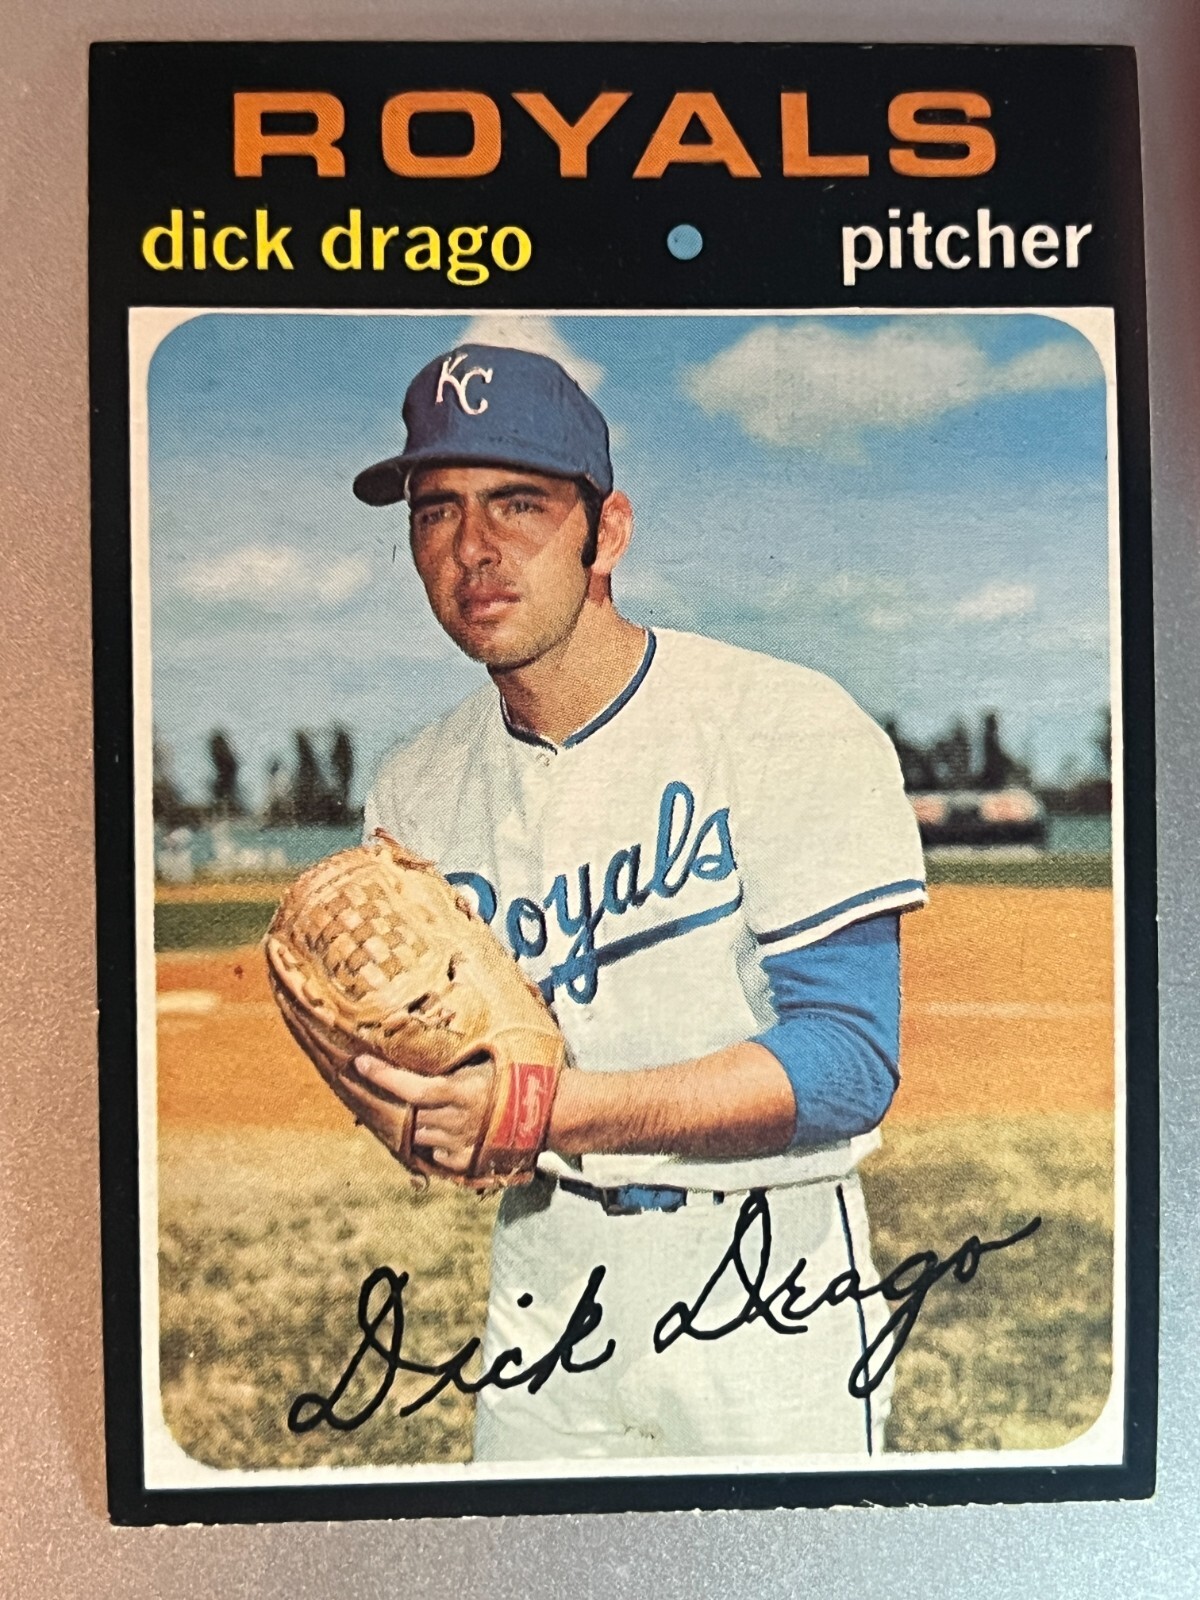 ROYALS
dick drago • pitcher
KC
Royals
Dick Drago